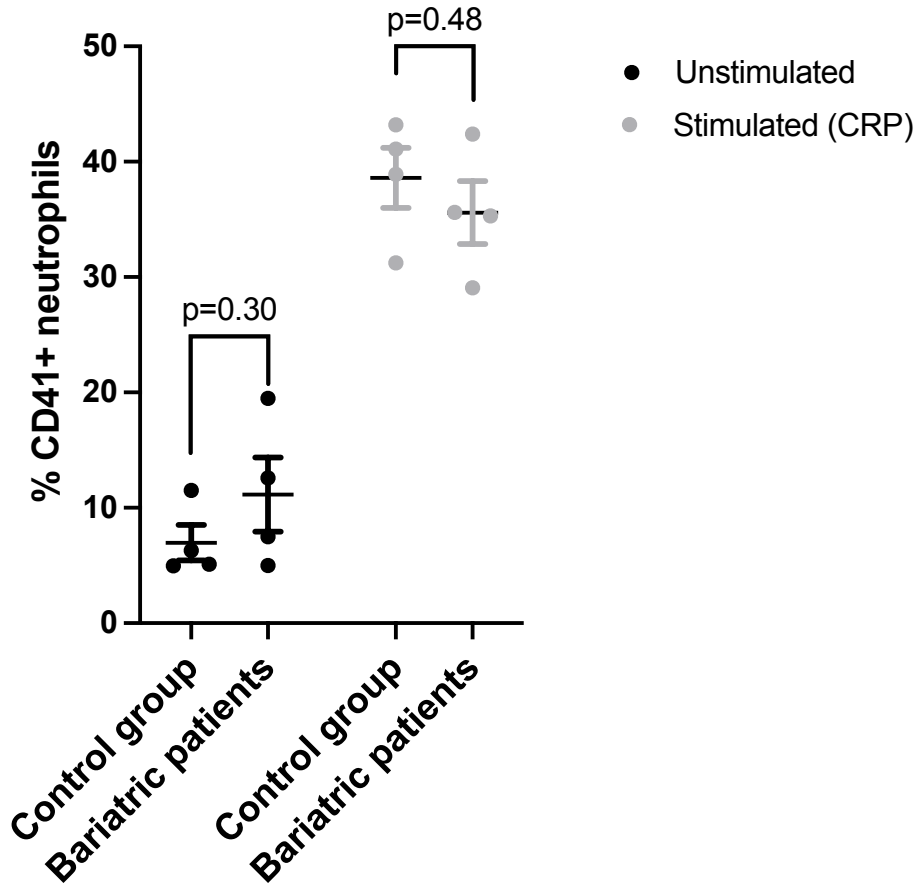 p=0.48
50
Unstimulated
Stimulated (CRP)
40
% CD41+ neutrophils
30
p=0.30
20
10
0
Control group
Bariatric patients
Control group
Bariatric patients